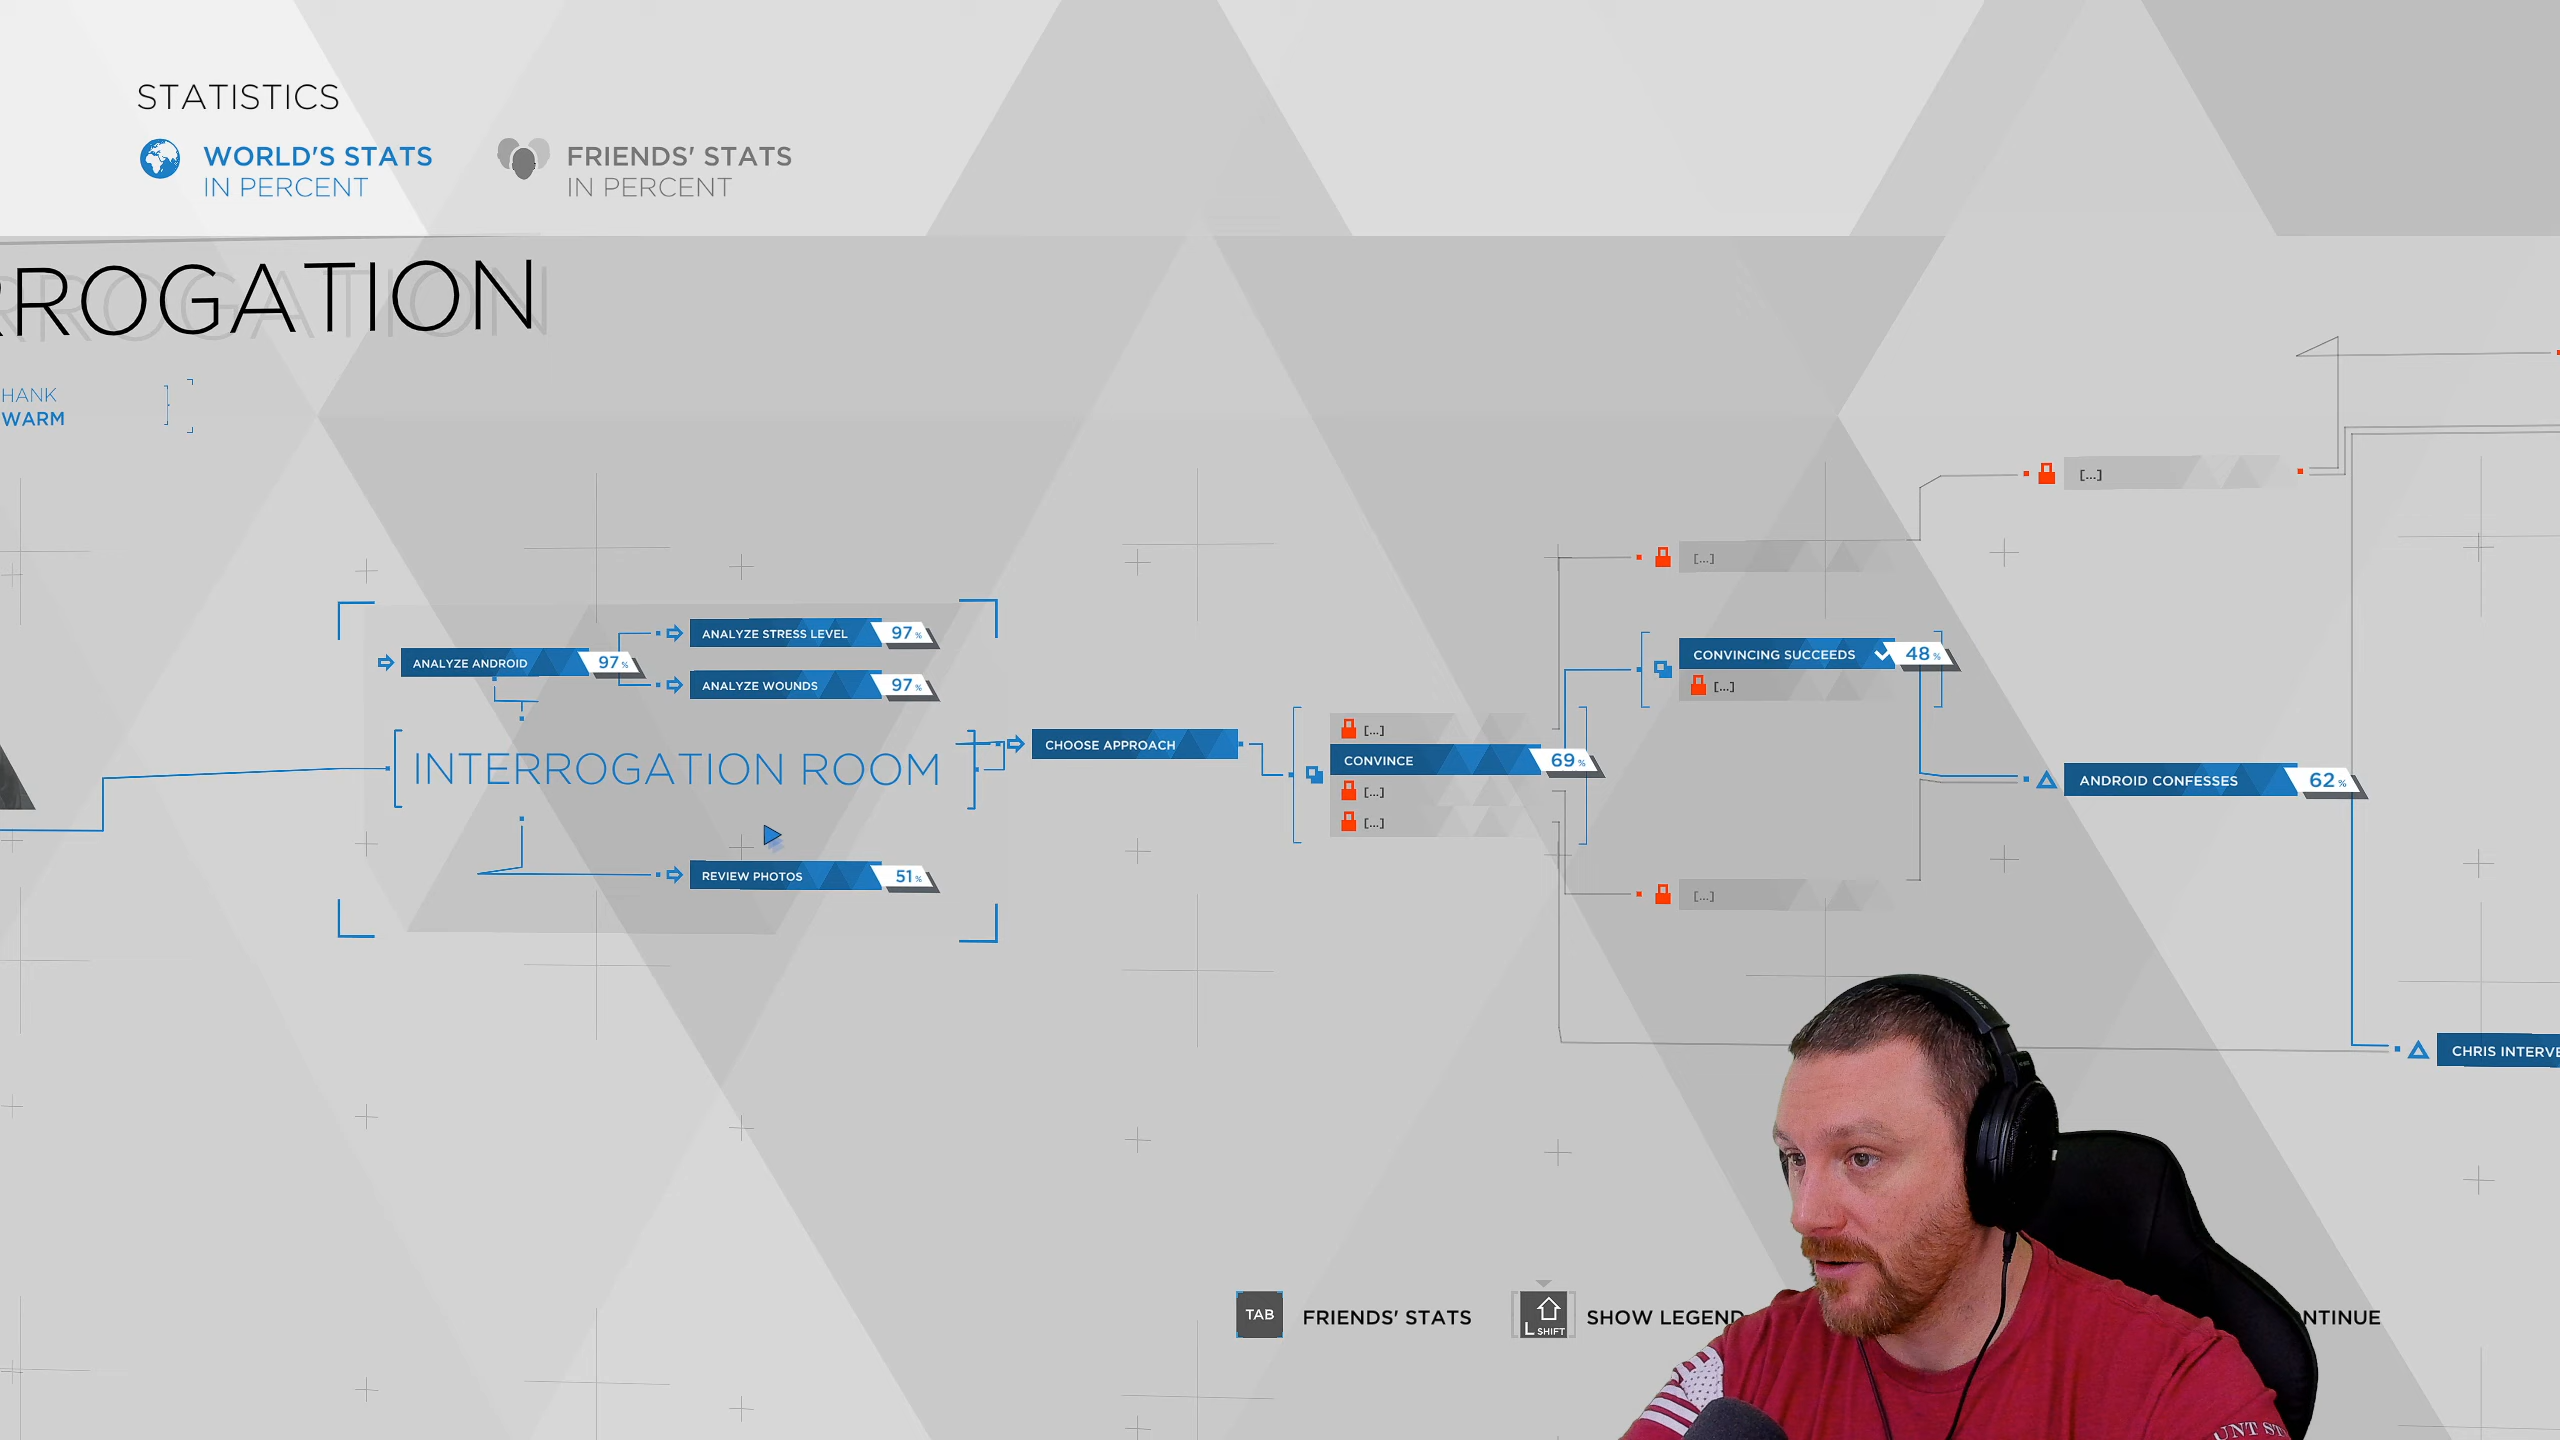 STATISTICS
WORLD'S STATS
IN PERCENT
FRIENDS' STATS
IN PERCENT
RROGATION
HANK
WARM
[...]
[...]
ANALYZE STRESS LEVEL 97%
ANALYZE ANDROID 97%
ANALYZE WOUNDS 97%
CONVINCING SUCCEEDS 48%
[...]
INTERROGATION ROOM
CHOOSE APPROACH
[...]
CONVINCE 69%
[...]
[...]
ANDROID CONFESSES 62%
REVIEW PHOTOS 51%
[...]
CHRIS INTERVE
TAB FRIENDS' STATS
L SHIFT SHOW LEGEND
NTINUE
UNT ST